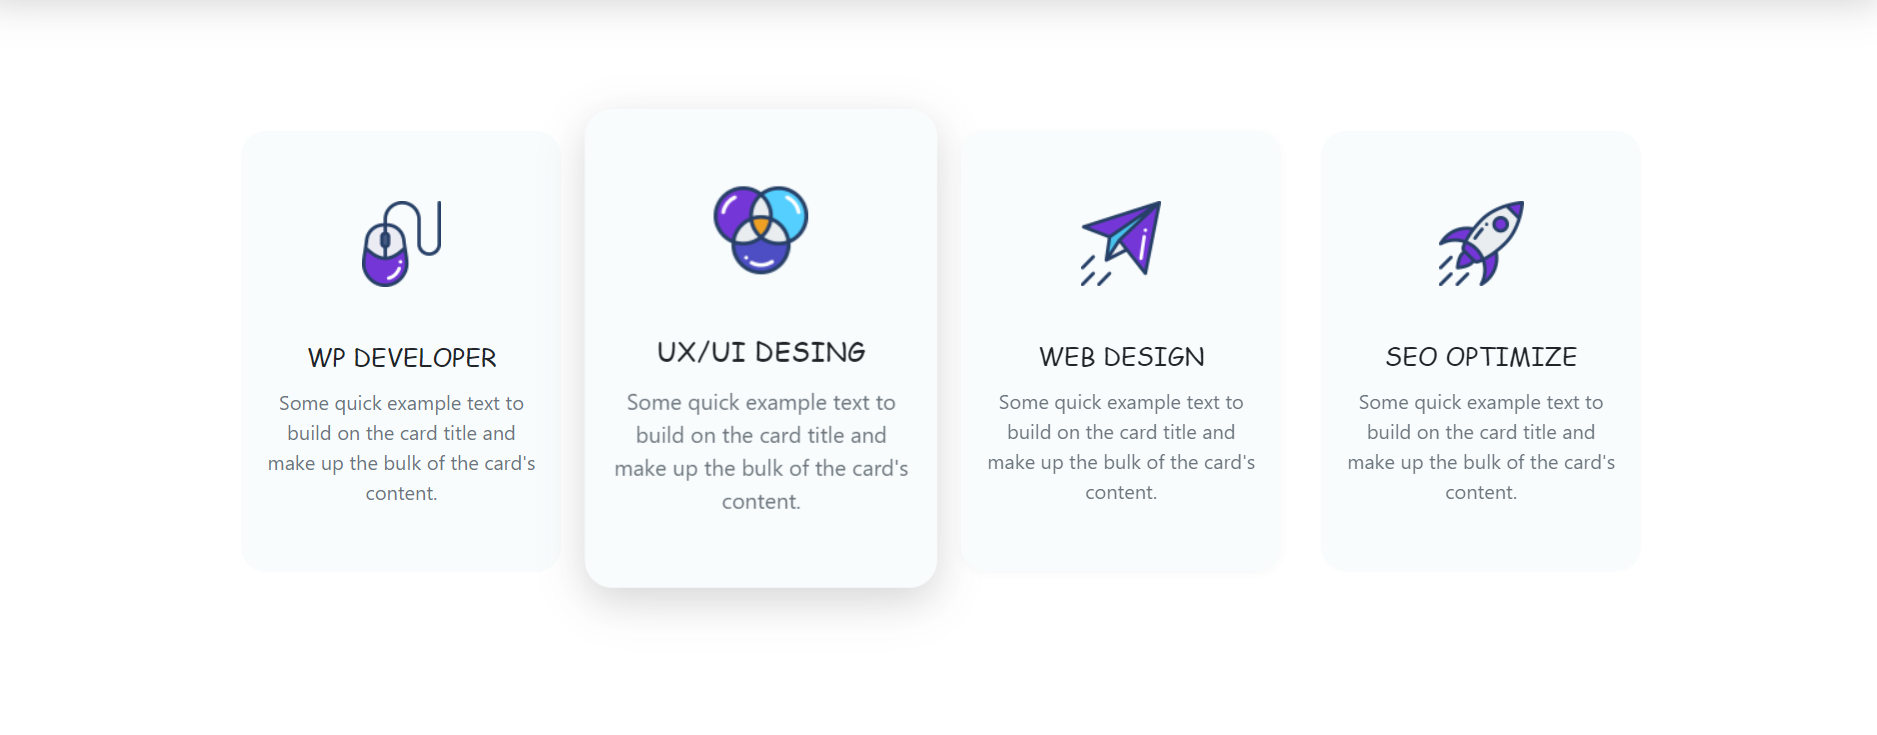 WP DEVELOPER
Some quick example text to
build on the card title and
make up the bulk of the card's
content.
UX/UI DESING
Some quick example text to
build on the card title and
make up the bulk of the card's
content.
WEB DESIGN
Some quick example text to
build on the card title and
make up the bulk of the card's
content.
SEO OPTIMIZE
Some quick example text to
build on the card title and
make up the bulk of the card's
content.